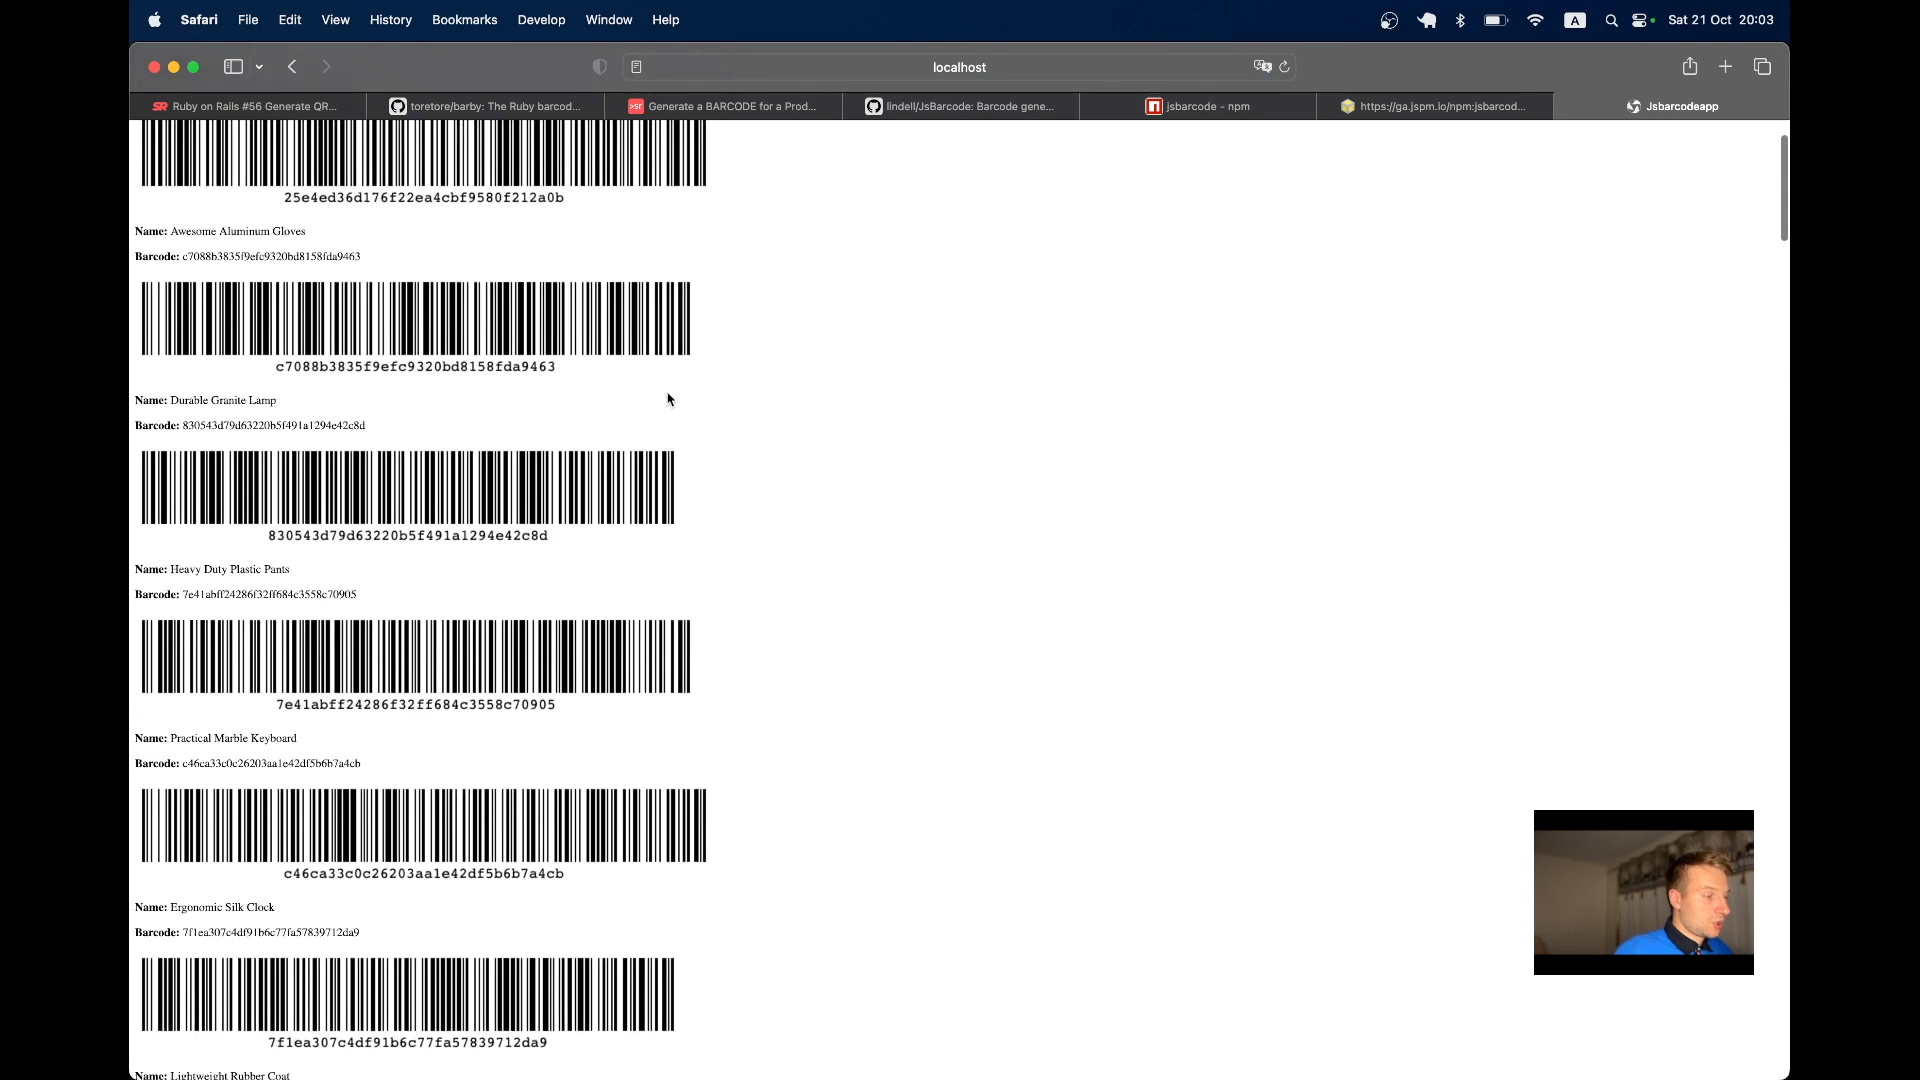 Safari File Edit View History Bookmarks Develop Window Help
A
Sat 21 Oct 20:03
localhost
Ruby on Rails #56 Generate QR...
toretore/barby: The Ruby barcod...
Generate a BARCODE for a Prod...
lindell/JsBarcode: Barcode gene...
jsbarcode - npm
https://ga.jspm.io/npm:jsbarcod...
Jsbarcodeapp
25e4ed36d176f22ea4cbf9580f212a0b
Name: Awesome Aluminum Gloves
Barcode: c7088b3835f9efc9320bd8158fda9463
c7088b3835f9efc9320bd8158fda9463
Name: Durable Granite Lamp
Barcode: 830543d79d63220b5f491a1294e42c8d
830543d79d63220b5f491a1294e42c8d
Name: Heavy Duty Plastic Pants
Barcode: 7e41abff24286f32ff684c3558c70905
7e41abff24286f32ff684c3558c70905
Name: Practical Marble Keyboard
Barcode: c46ca33c0c26203aa1e42df5b6b7a4cb
c46ca33c0c26203aa1e42df5b6b7a4cb
Name: Ergonomic Silk Clock
Barcode: 7f1ea307c4df91b6c77fa57839712da9
7f1ea307c4df91b6c77fa57839712da9
Name: Lightweight Rubber Coat